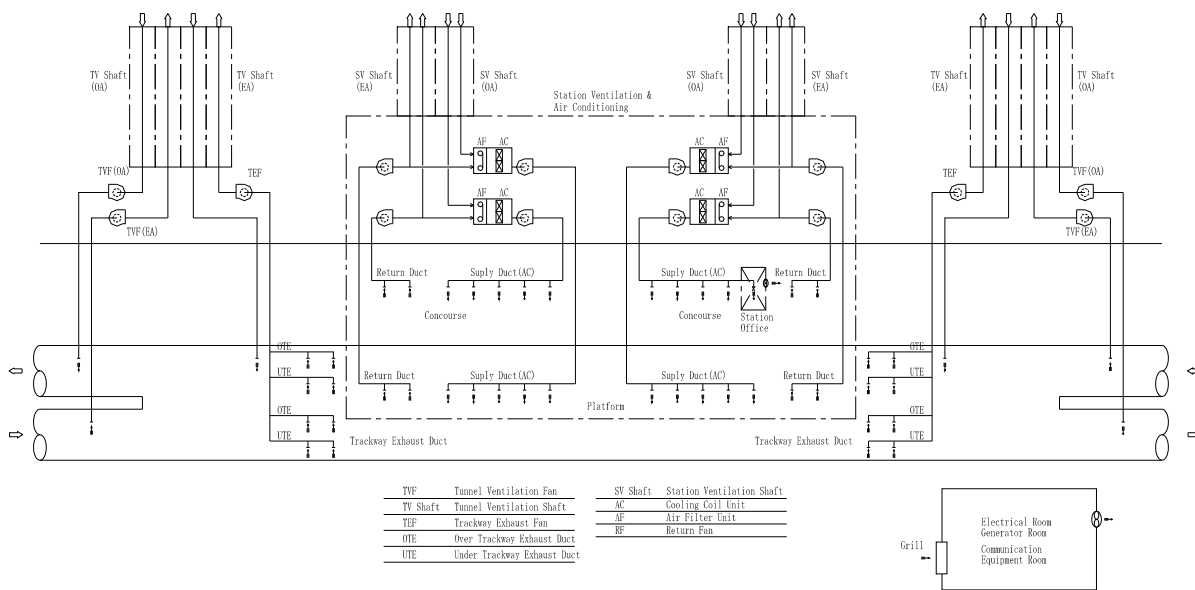 TV Shaft
(OA)
TV Shaft
(EA)
SV Shaft
(EA)
SV Shaft
(OA)
SV Shaft
(OA)
SV Shaft
(EA)
TV Shaft
(EA)
TV Shaft
(OA)
Station Ventilation &
Air Conditioning
AF AC
AC AF
TVF(OA)
TEF
TEF
TVF(OA)
AF AC
AC AF
TVF(EA)
TVF(EA)
Return Duct
Suply Duct(AC)
Suply Duct(AC)
Return Duct
Concourse
Concourse
Station
Office
OTE
OTE
UTE
UTE
Return Duct
Suply Duct(AC)
Suply Duct(AC)
Return Duct
Platform
OTE
OTE
UTE
UTE
Trackway Exhaust Duct
Trackway Exhaust Duct
TVF Tunnel Ventilation Fan
TV Shaft Tunnel Ventilation Shaft
TEF Trackway Exhaust Fan
OTE Over Trackway Exhaust Duct
UTE Under Trackway Exhaust Duct
SV Shaft Station Ventilation Shaft
AC Cooling Coil Unit
AF Air Filter Unit
RF Return Fan
Electrical Room
Generator Room
Communication
Equipment Room
Grill